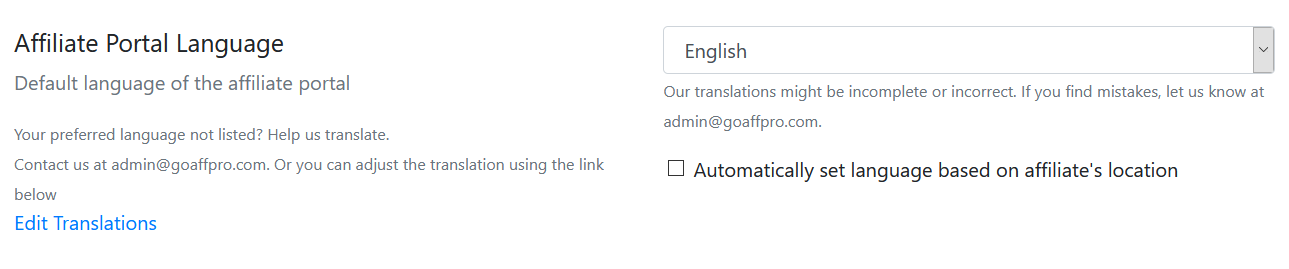 Affiliate Portal Language
Default language of the affiliate portal
Your preferred language not listed? Help us translate.
Contact us at admin@goaffpro.com. Or you can adjust the translation using the link
below
Edit Translations
English
Our translations might be incomplete or incorrect. If you find mistakes, let us know at
admin@goaffpro.com.
Automatically set language based on affiliate's location